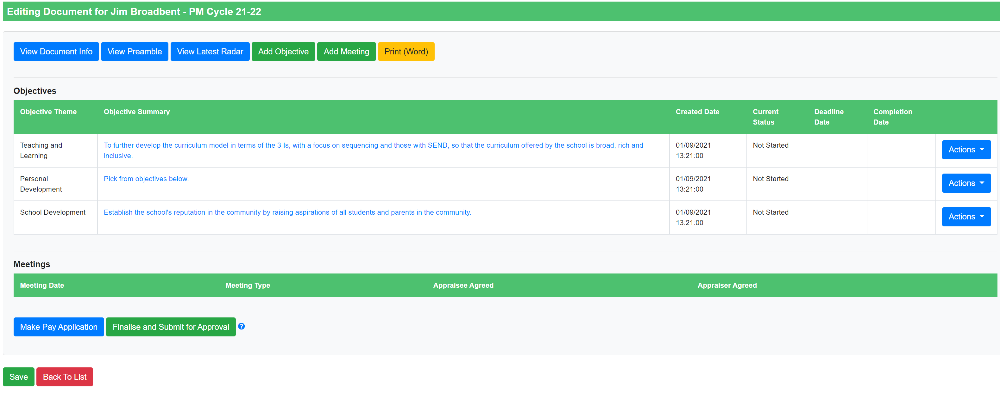 Editing Document for Jim Broadbent - PM Cycle 21-22
View Document Info View Preamble View Latest Radar Add Objective Add Meeting Print (Word)
Objectives
Objective Theme Objective Summary Created Date Current Status Deadline Date Completion Date
Teaching and Learning To further develop the curriculum model in terms of the 3 Is, with a focus on sequencing and those with SEND, so that the curriculum offered by the school is broad, rich and inclusive. 01/09/2021 13:21:00 Not Started Actions
Personal Development Pick from objectives below. 01/09/2021 13:21:00 Not Started Actions
School Development Establish the school's reputation in the community by raising aspirations of all students and parents in the community. 01/09/2021 13:21:00 Not Started Actions
Meetings
Meeting Date Meeting Type Appraisee Agreed Appraiser Agreed
Make Pay Application Finalise and Submit for Approval ?
Save Back To List